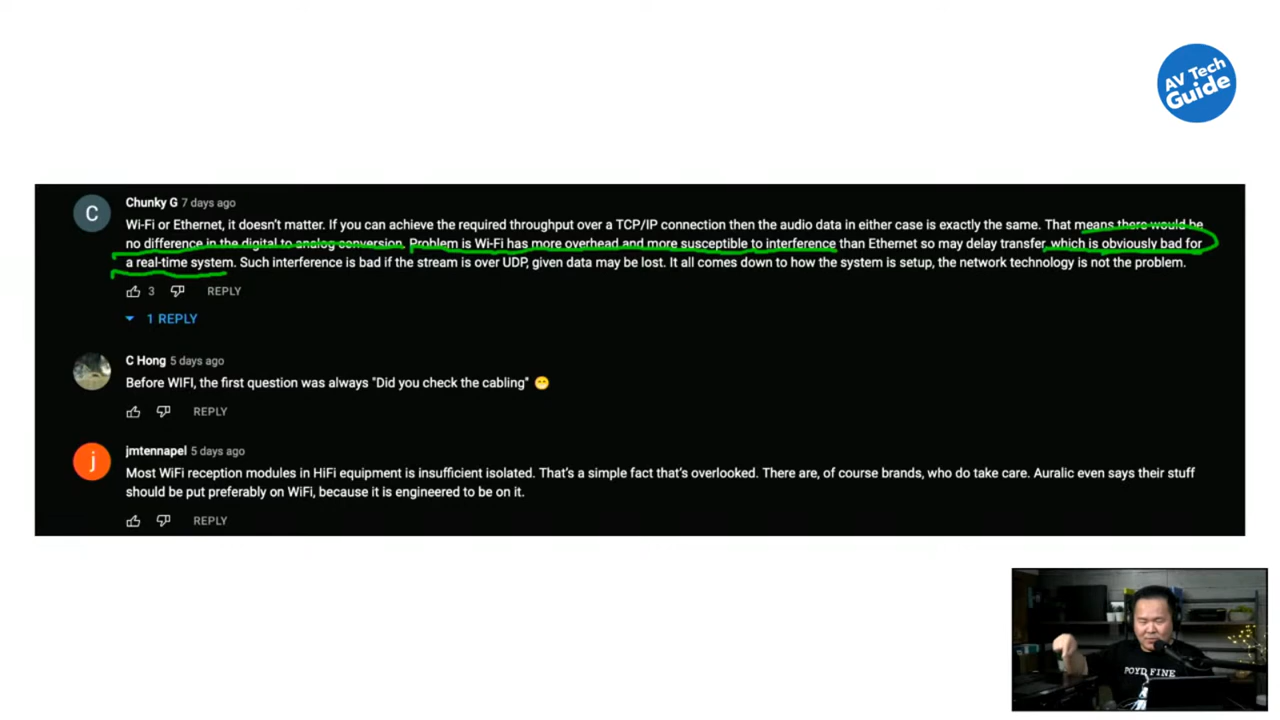 AV Tech
Guide
C
Chunky G 7 days ago
Wi-Fi or Ethernet, it doesn't matter. If you can achieve the required throughput over a TCP/IP connection then the audio data in either case is exactly the same. That means there would be
no difference in the digital to analog conversion. Problem is Wi-Fi has more overhead and more susceptible to interference than Ethernet so may delay transfer, which is obviously bad for
a real-time system. Such interference is bad if the stream is over UDP, given data may be lost. It all comes down to how the system is setup, the network technology is not the problem.
3 REPLY
1 REPLY
C Hong 5 days ago
Before WIFI, the first question was always "Did you check the cabling" 😁
REPLY
j
jmtennapel 5 days ago
Most WiFi reception modules in HiFi equipment is insufficient isolated. That's a simple fact that's overlooked. There are, of course brands, who do take care. Auralic even says their stuff
should be put preferably on WiFi, because it is engineered to be on it.
REPLY
POYD FINE